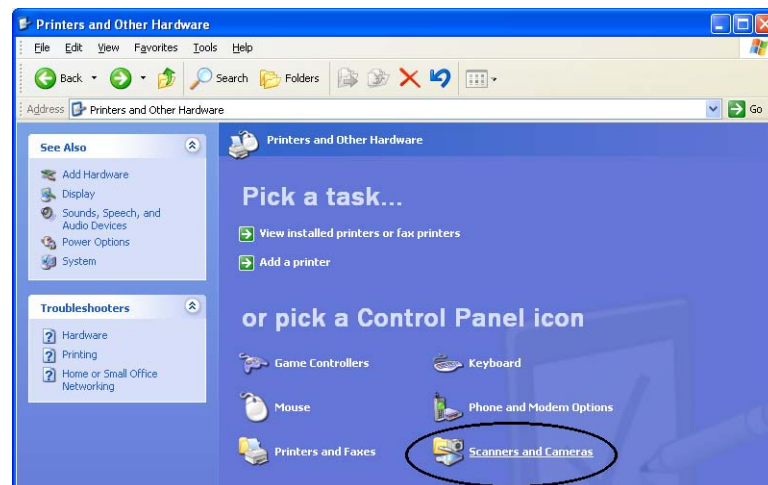 Printers and Other Hardware
File Edit View Favorites Tools Help
Back Search Folders
Address Printers and Other Hardware Go
See Also
Add Hardware
Display
Sounds, Speech, and
Audio Devices
Power Options
System
Troubleshooters
Hardware
Printing
Home or Small Office
Networking
Printers and Other Hardware
Pick a task...
View installed printers or fax printers
Add a printer
or pick a Control Panel icon
Game Controllers Keyboard
Mouse Phone and Modem Options
Printers and Faxes Scanners and Cameras